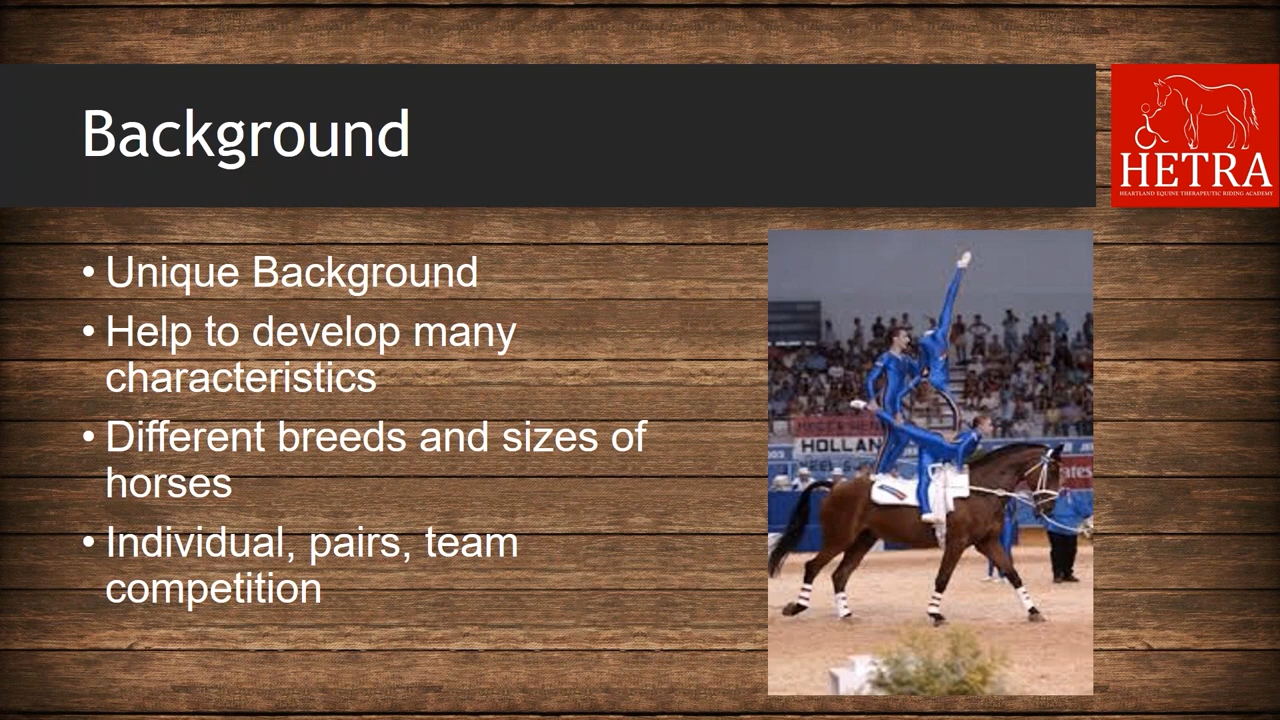 Background
HETRA
HEARTLAND EQUINE THERAPEUTIC RIDING ACADEMY
• Unique Background
• Help to develop many
characteristics
• Different breeds and sizes of
horses
• Individual, pairs, team
competition
HOLLAN